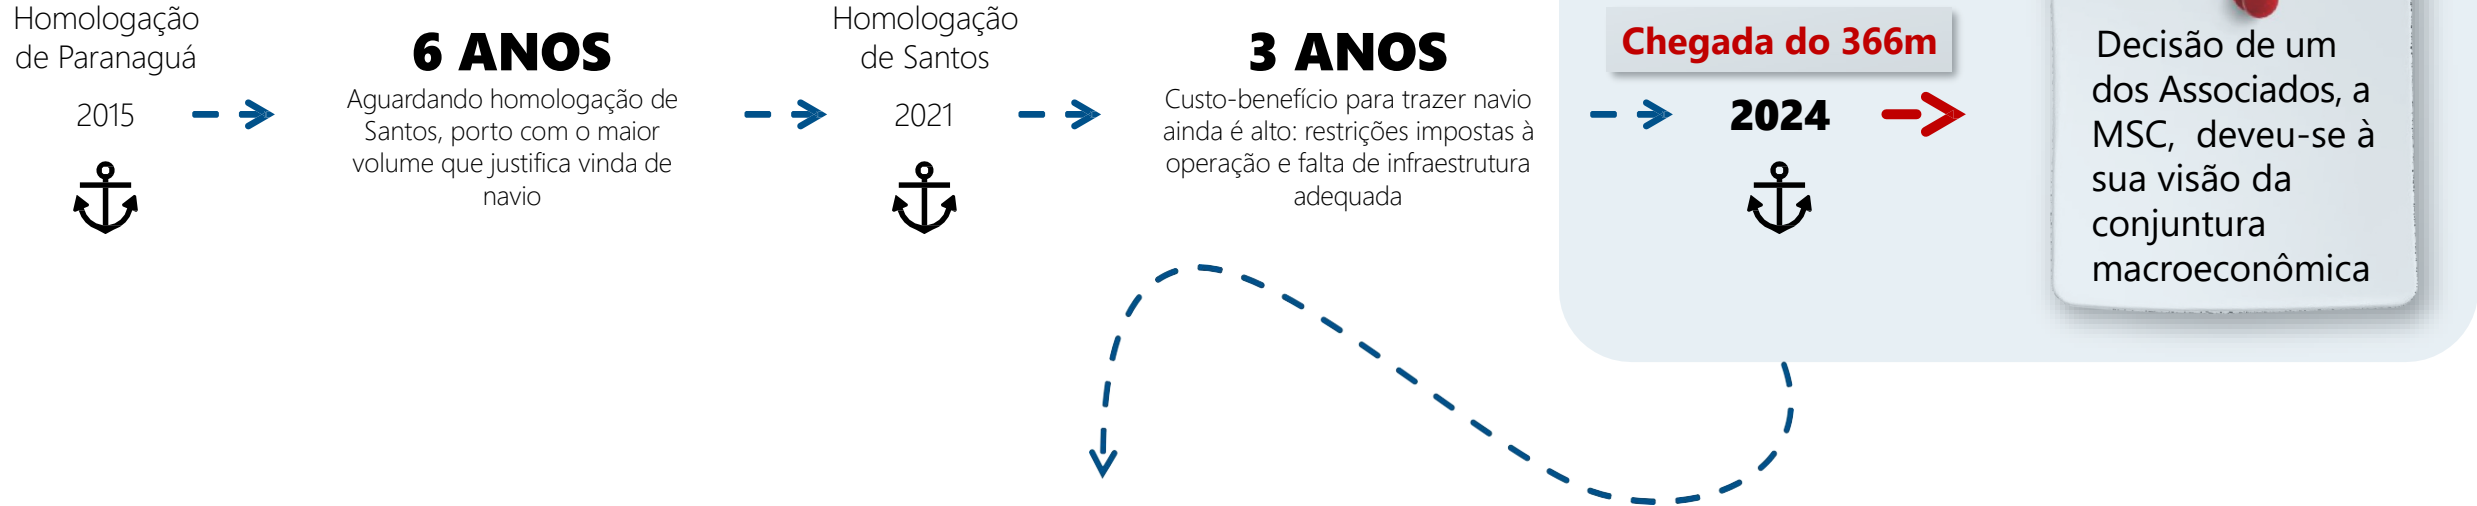 Homologação
de Paranaguá
2015
6 ANOS
Aguardando homologação de
Santos, porto com o maior
volume que justifica vinda de
navio
Homologação
de Santos
2021
3 ANOS
Custo-benefício para trazer navio
ainda é alto: restrições impostas à
operação e falta de infraestrutura
adequada
Chegada do 366m
2024
Decisão de um
dos Associados, a
MSC, deveu-se à
sua visão da
conjuntura
macroeconômica